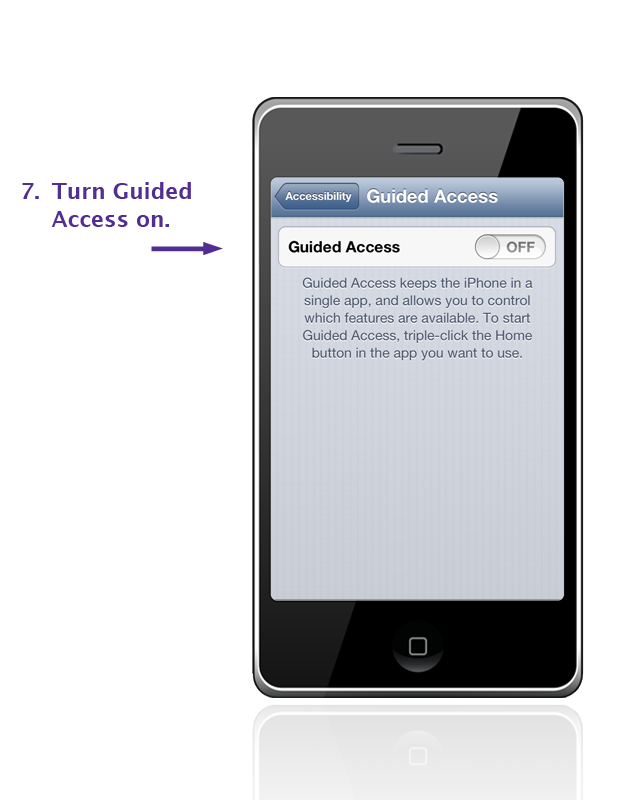 7. Turn Guided
Access on.
Accessibility
Guided Access
Guided Access
OFF
Guided Access keeps the iPhone in a
single app, and allows you to control
which features are available. To start
Guided Access, triple-click the Home
button in the app you want to use.